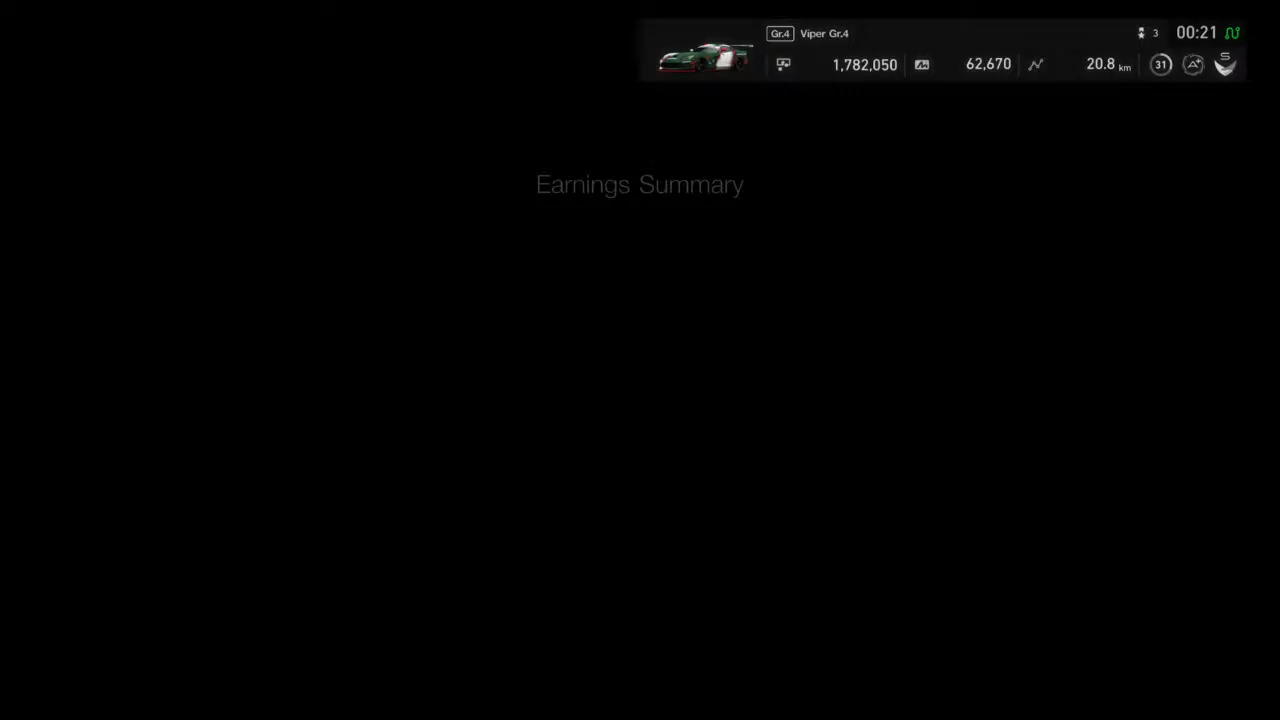 Gr.4 Viper Gr.4 3 00:21
1,782,050 62,670 20.8 km 31 A+ S
Earnings Summary